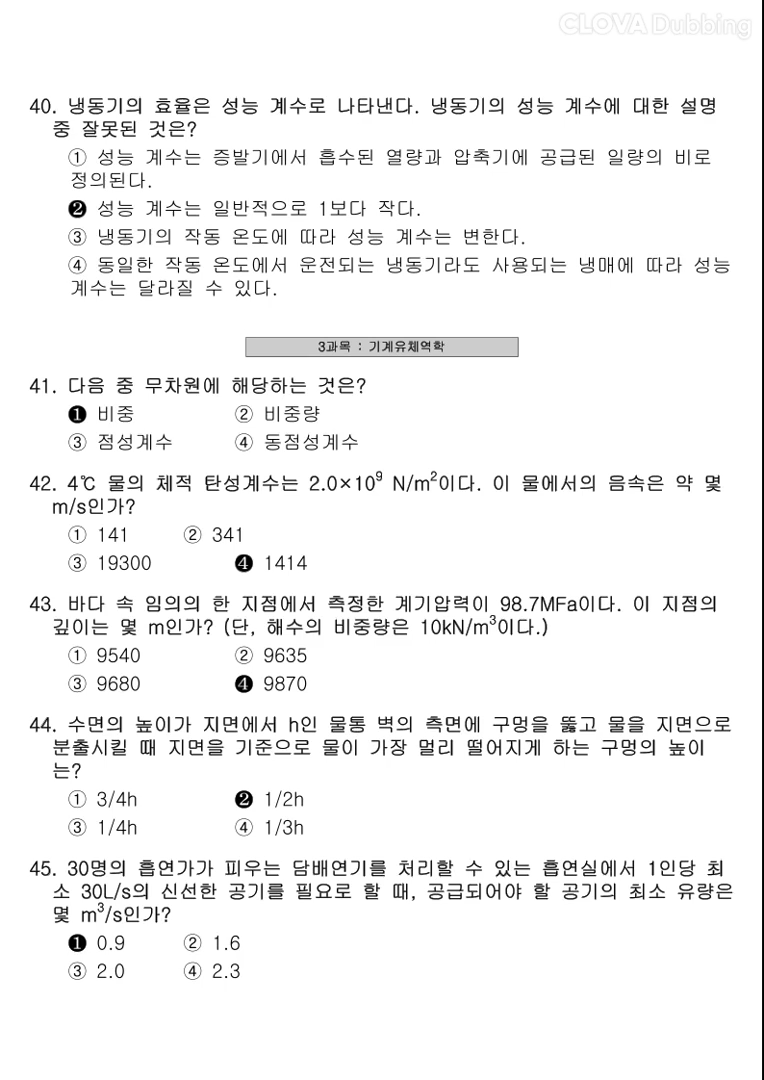 CLOVA Dubbing
40. 냉동기의 효율은 성능 계수로 나타낸다. 냉동기의 성능 계수에 대한 설명
중 잘못된 것은?
① 성능 계수는 증발기에서 흡수된 열량과 압축기에 공급된 일량의 비로
정의된다.
❷ 성능 계수는 일반적으로 1보다 작다.
③ 냉동기의 작동 온도에 따라 성능 계수는 변한다.
④ 동일한 작동 온도에서 운전되는 냉동기라도 사용되는 냉매에 따라 성능
계수는 달라질 수 있다.
3과목 : 기계유체역학
41. 다음 중 무차원에 해당하는 것은?
❶ 비중 ② 비중량
③ 점성계수 ④ 동점성계수
42. 4℃ 물의 체적 탄성계수는 2.0×10⁹ N/m²이다. 이 물에서의 음속은 약 몇
m/s인가?
① 141 ② 341
③ 19300 ❹ 1414
43. 바다 속 임의의 한 지점에서 측정한 계기압력이 98.7MFa이다. 이 지점의
깊이는 몇 m인가? (단, 해수의 비중량은 10kN/m³이다.)
① 9540 ② 9635
③ 9680 ❹ 9870
44. 수면의 높이가 지면에서 h인 물통 벽의 측면에 구멍을 뚫고 물을 지면으로
분출시킬 때 지면을 기준으로 물이 가장 멀리 떨어지게 하는 구멍의 높이
는?
① 3/4h ❷ 1/2h
③ 1/4h ④ 1/3h
45. 30명의 흡연가가 피우는 담배연기를 처리할 수 있는 흡연실에서 1인당 최
소 30L/s의 신선한 공기를 필요로 할 때, 공급되어야 할 공기의 최소 유량은
몇 m³/s인가?
❶ 0.9 ② 1.6
③ 2.0 ④ 2.3